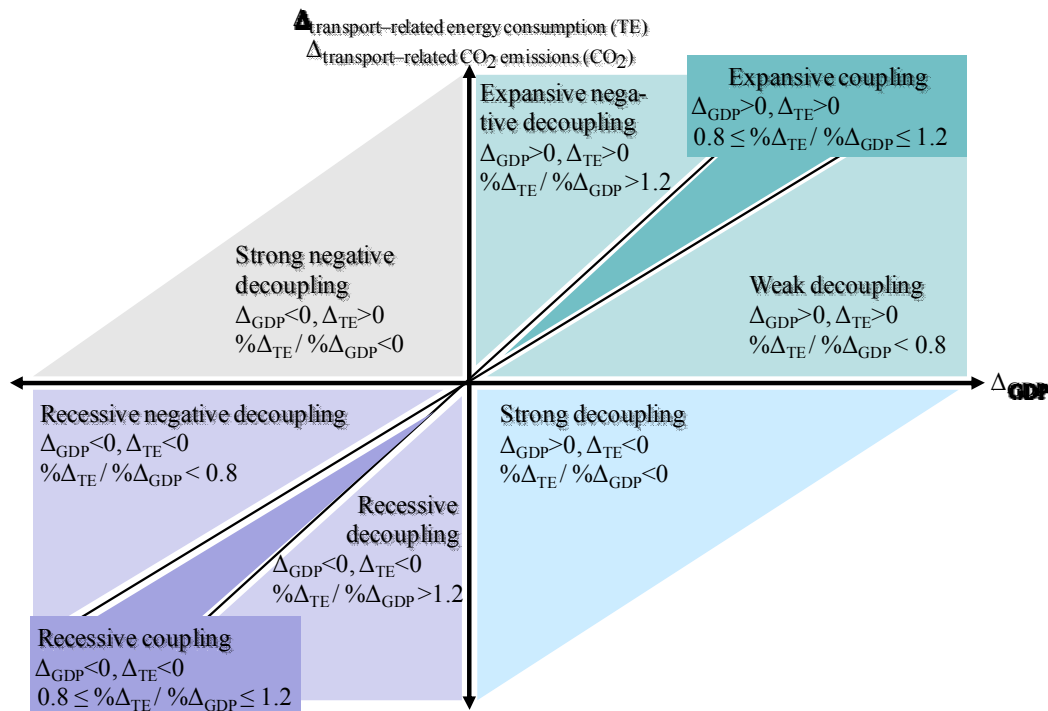 Δtransport–related energy consumption (TE)
Δtransport–related CO2 emissions (CO2)
Expansive nega-
tive decoupling
ΔGDP>0, ΔTE>0
%ΔTE / %ΔGDP >1.2
Expansive coupling
ΔGDP>0, ΔTE>0
0.8 ≤ %ΔTE / %ΔGDP ≤ 1.2
Strong negative
decoupling
ΔGDP<0, ΔTE>0
%ΔTE / %ΔGDP<0
Weak decoupling
ΔGDP>0, ΔTE>0
%ΔTE / %ΔGDP < 0.8
ΔGDP
Recessive negative decoupling
ΔGDP<0, ΔTE<0
%ΔTE / %ΔGDP < 0.8
Strong decoupling
ΔGDP>0, ΔTE<0
%ΔTE / %ΔGDP<0
Recessive
decoupling
ΔGDP<0, ΔTE<0
%ΔTE / %ΔGDP >1.2
Recessive coupling
ΔGDP<0, ΔTE<0
0.8 ≤ %ΔTE / %ΔGDP ≤ 1.2